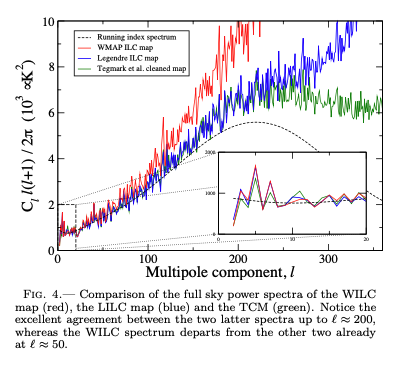 10
8
6
4
2
0
C_l l(l+1) / 2π (10³ ∝K²)
Running index spectrum
WMAP ILC map
Legendre ILC map
Tegmark et al. cleaned map
2000
1000
0
0
10
20
0
100
200
300
Multipole component, l
FIG. 4.— Comparison of the full sky power spectra of the WILC
map (red), the LILC map (blue) and the TCM (green). Notice the
excellent agreement between the two latter spectra up to ℓ ≈ 200,
whereas the WILC spectrum departs from the other two already
at ℓ ≈ 50.